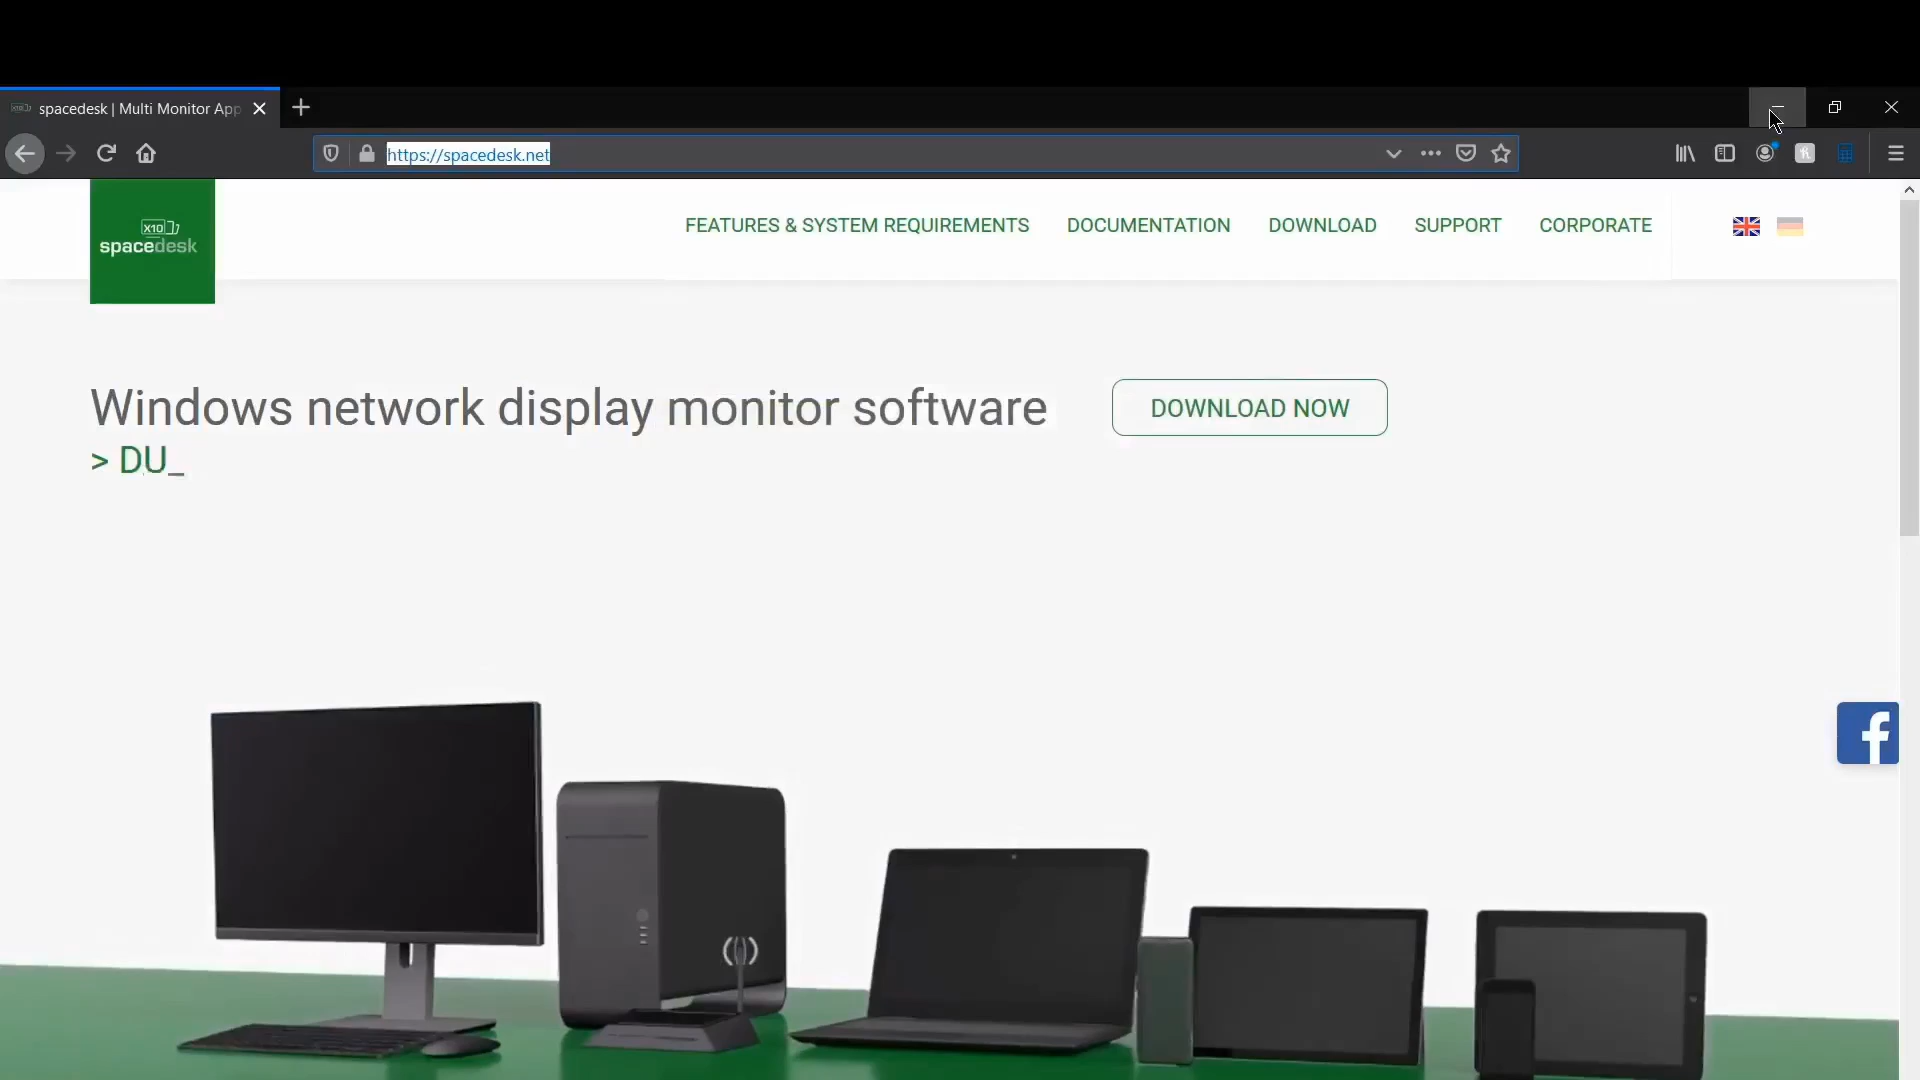 spacedesk | Multi Monitor App
https://spacedesk.net
X10
spacedesk
FEATURES & SYSTEM REQUIREMENTS
DOCUMENTATION
DOWNLOAD
SUPPORT
CORPORATE
Windows network display monitor software
DOWNLOAD NOW
> DU_